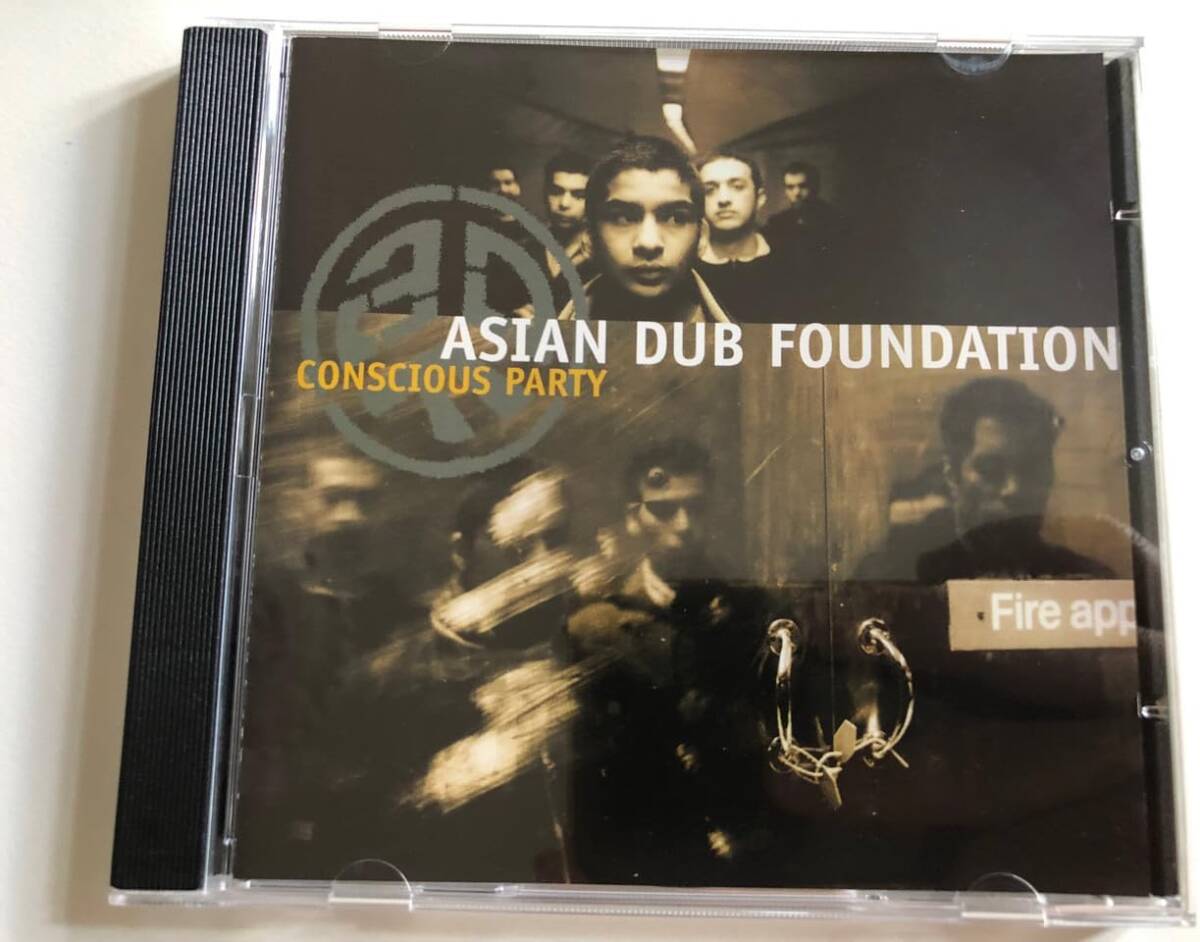 ASIAN DUB FOUNDATION
CONSCIOUS PARTY
Fire app